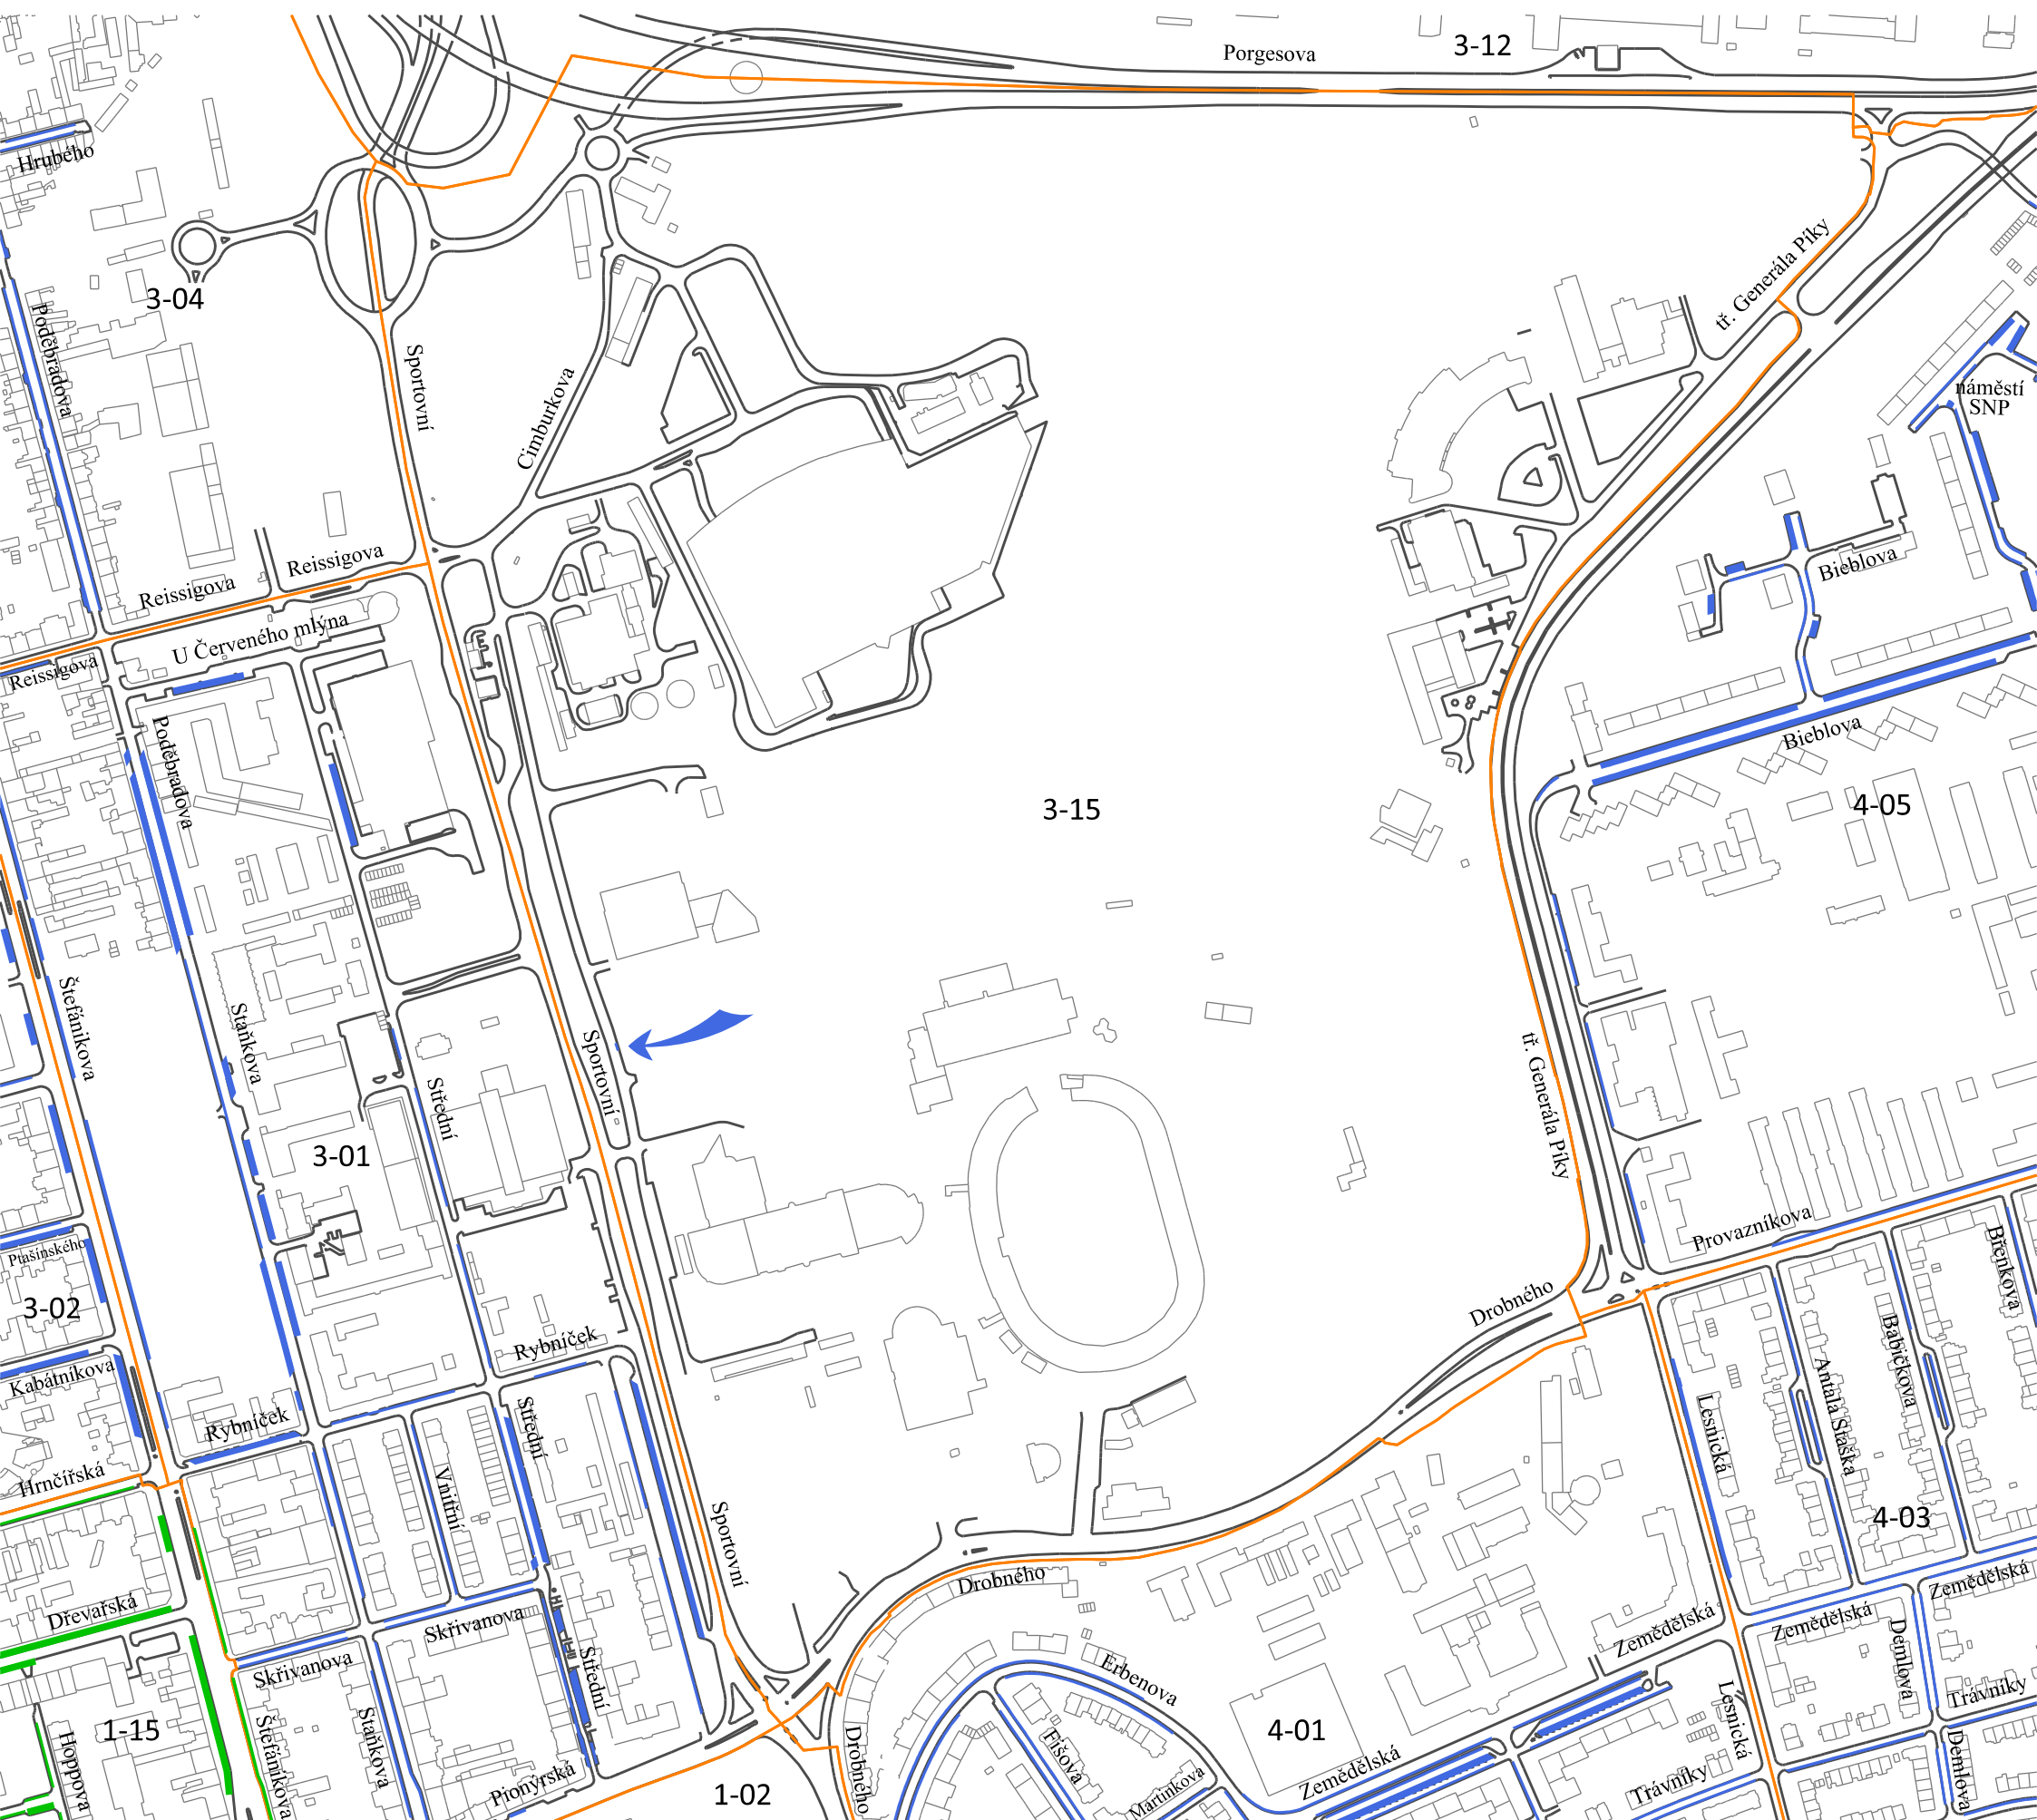 Porgesova
3-12
Hrubého
3-04
tř. Generála Píky
Poděbradova
Sportovní
Cimburkova
náměstí
SNP
Reissigova
Reissigova
Bieblova
U Červeného mlýna
Reissigova
Poděbradova
Bieblova
3-15
4-05
Štefánikova
Staňkova
Sportovní
tř. Generála Píky
Střední
3-01
Provazníkova
Ptašínského
Břenkova
3-02
Drobného
Rybníček
Babičkova
Kabátníkova
Antala Staška
Lesnická
Rybníček
Střední
Hrnčířská
Vnitřní
Sportovní
4-03
Drobného
Zemědělská
Dřevařská
Skřivanova
Zemědělská
Zemědělská
Demlova
Skřivanova
Střední
Erbenova
Trávníky
1-15
Hoppova
Štefánikova
Staňkova
Drobného
Fišova
4-01
Lesnická
Demlova
Zemědělská
Pionýrská
Martinkova
Trávníky
1-02